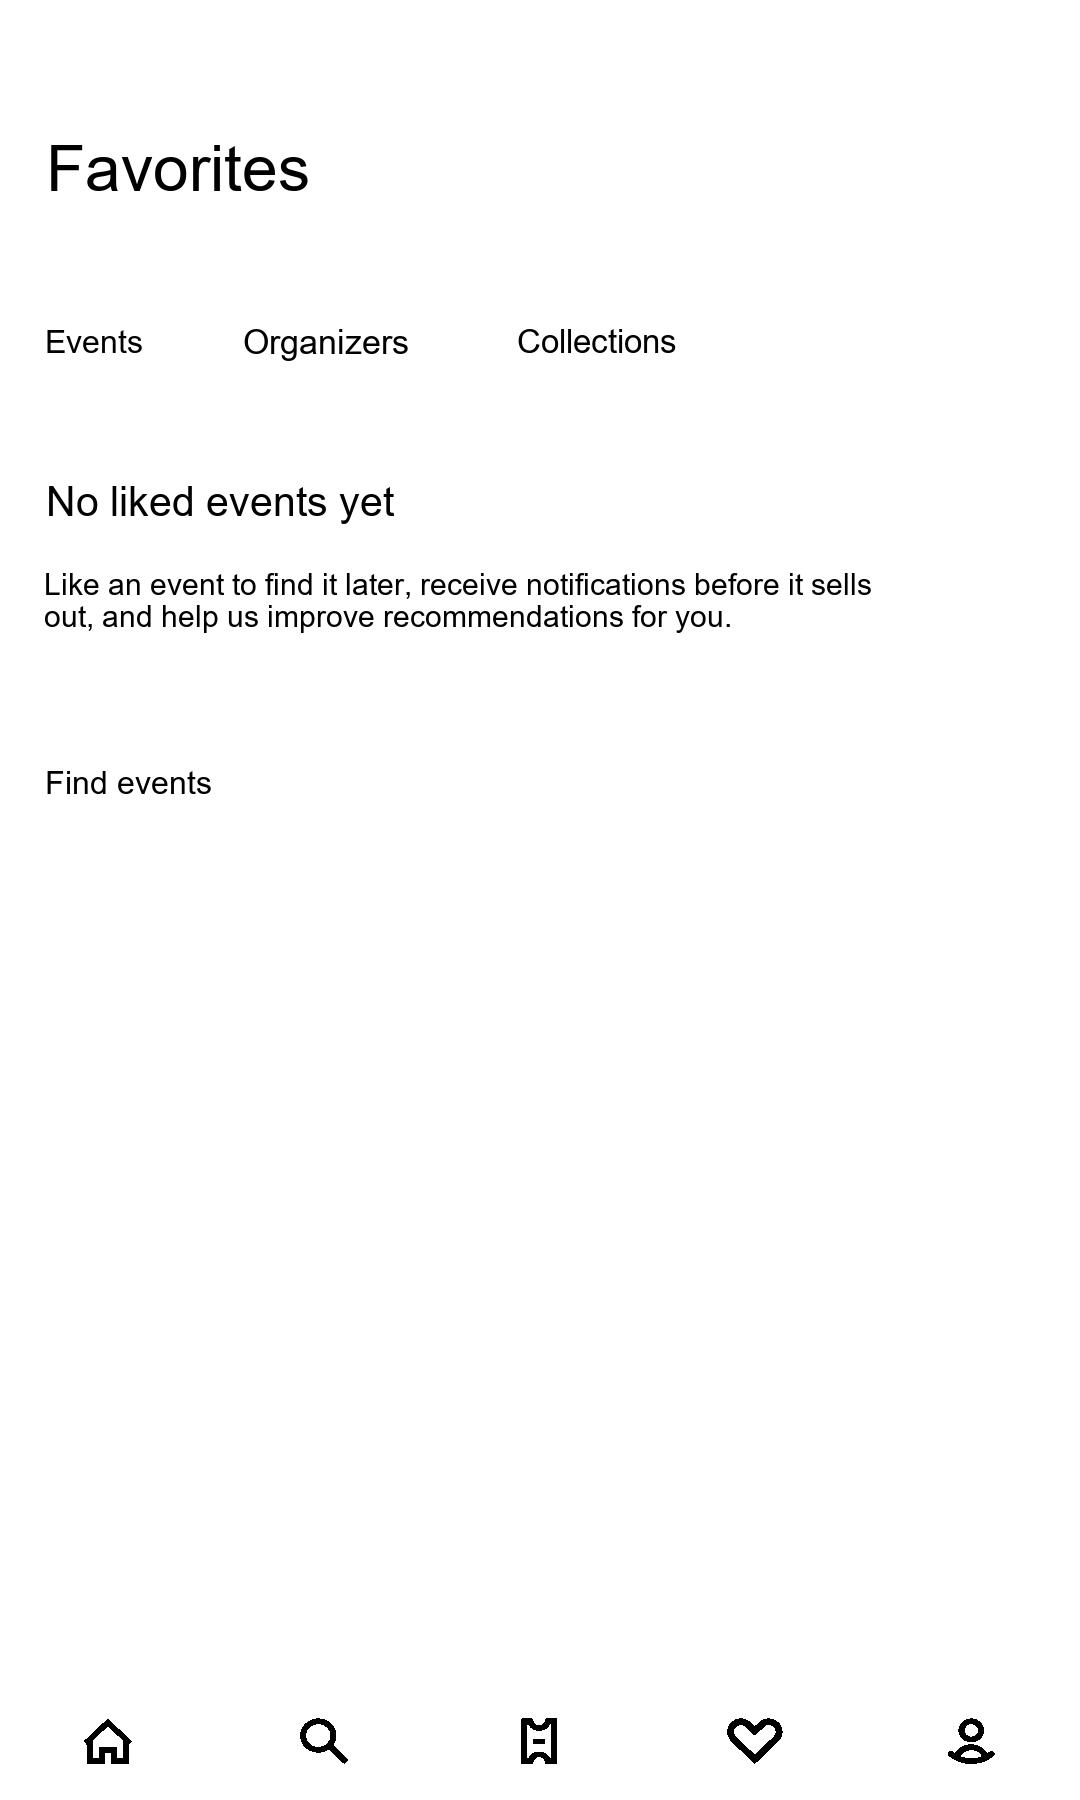 Favorites
Events Organizers Collections
No liked events yet
Like an event to find it later, receive notifications before it sells
out, and help us improve recommendations for you.
Find events